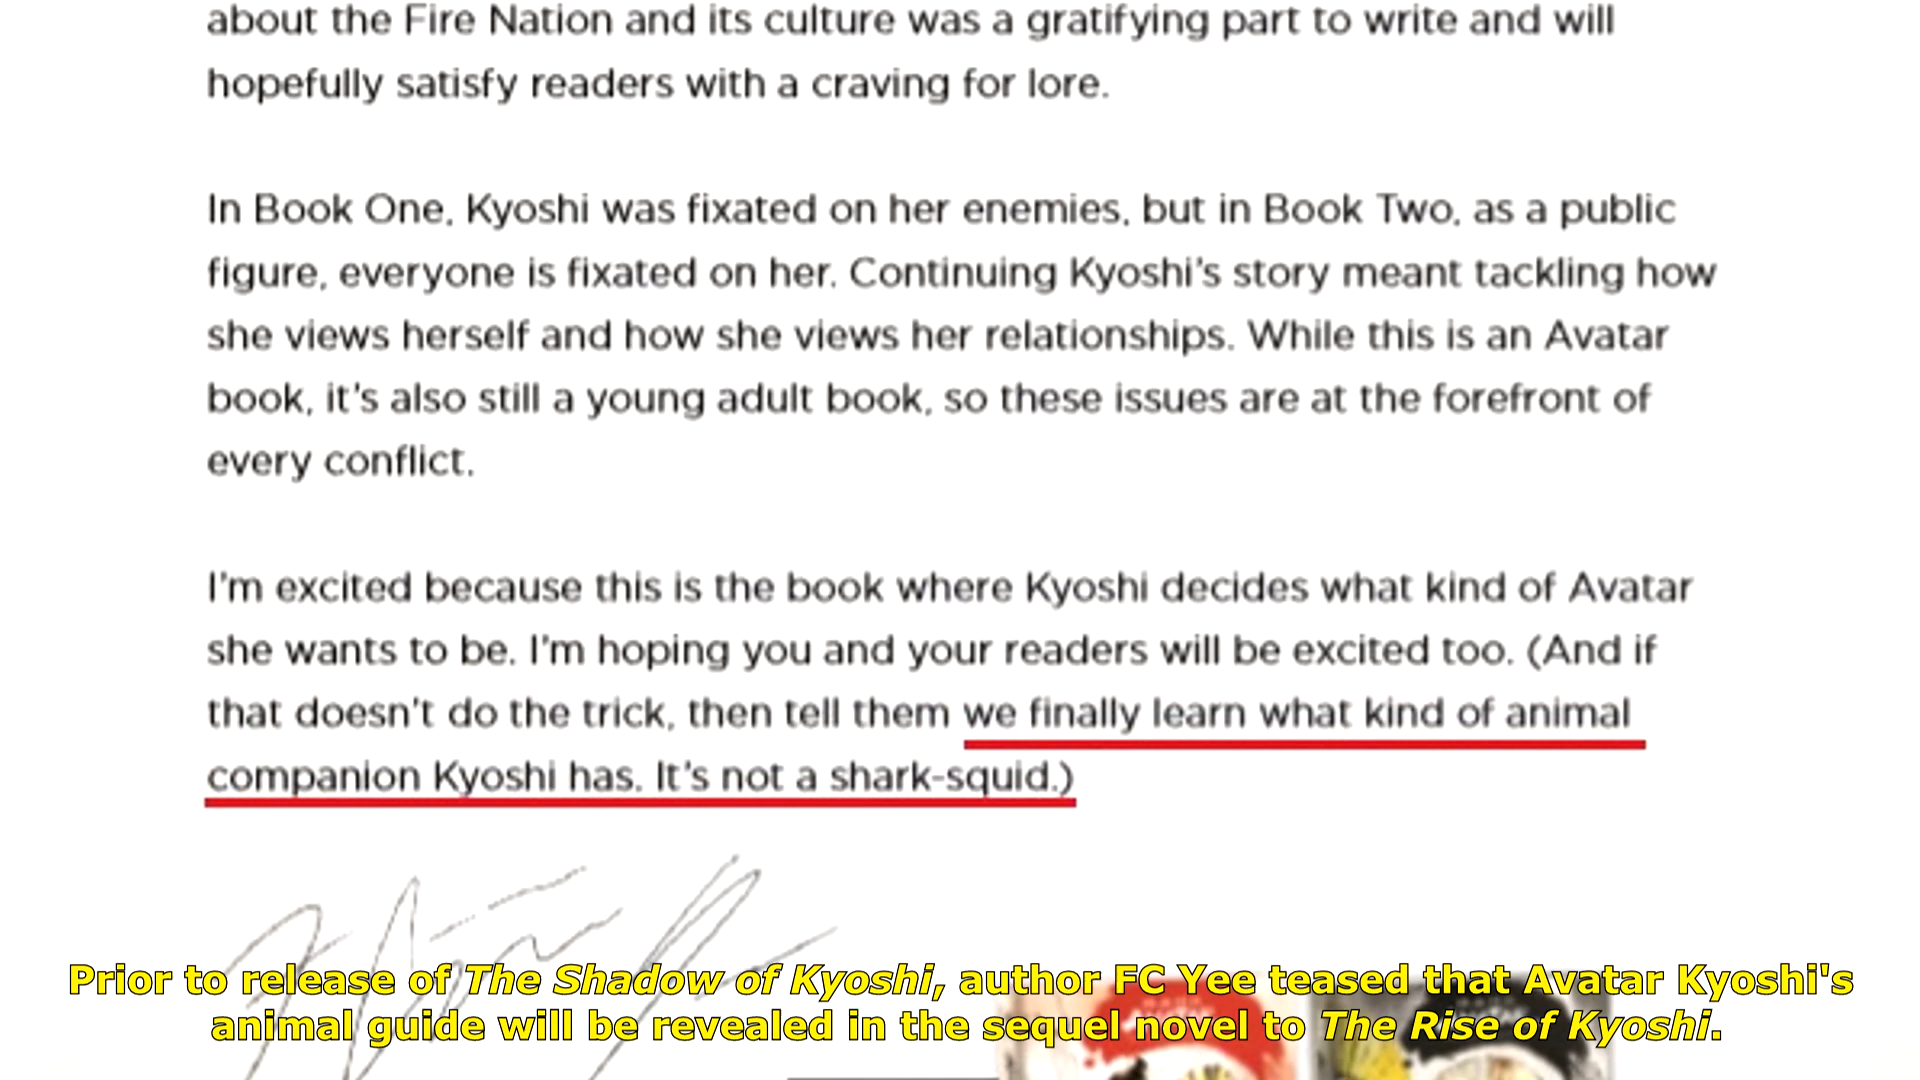 about the Fire Nation and its culture was a gratifying part to write and will
hopefully satisfy readers with a craving for lore.
In Book One, Kyoshi was fixated on her enemies, but in Book Two, as a public
figure, everyone is fixated on her. Continuing Kyoshi's story meant tackling how
she views herself and how she views her relationships. While this is an Avatar
book, it's also still a young adult book, so these issues are at the forefront of
every conflict.
I'm excited because this is the book where Kyoshi decides what kind of Avatar
she wants to be. I'm hoping you and your readers will be excited too. (And if
that doesn't do the trick, then tell them we finally learn what kind of animal
companion Kyoshi has. It's not a shark-squid.)
Prior to release of The Shadow of Kyoshi, author FC Yee teased that Avatar Kyoshi's
animal guide will be revealed in the sequel novel to The Rise of Kyoshi.